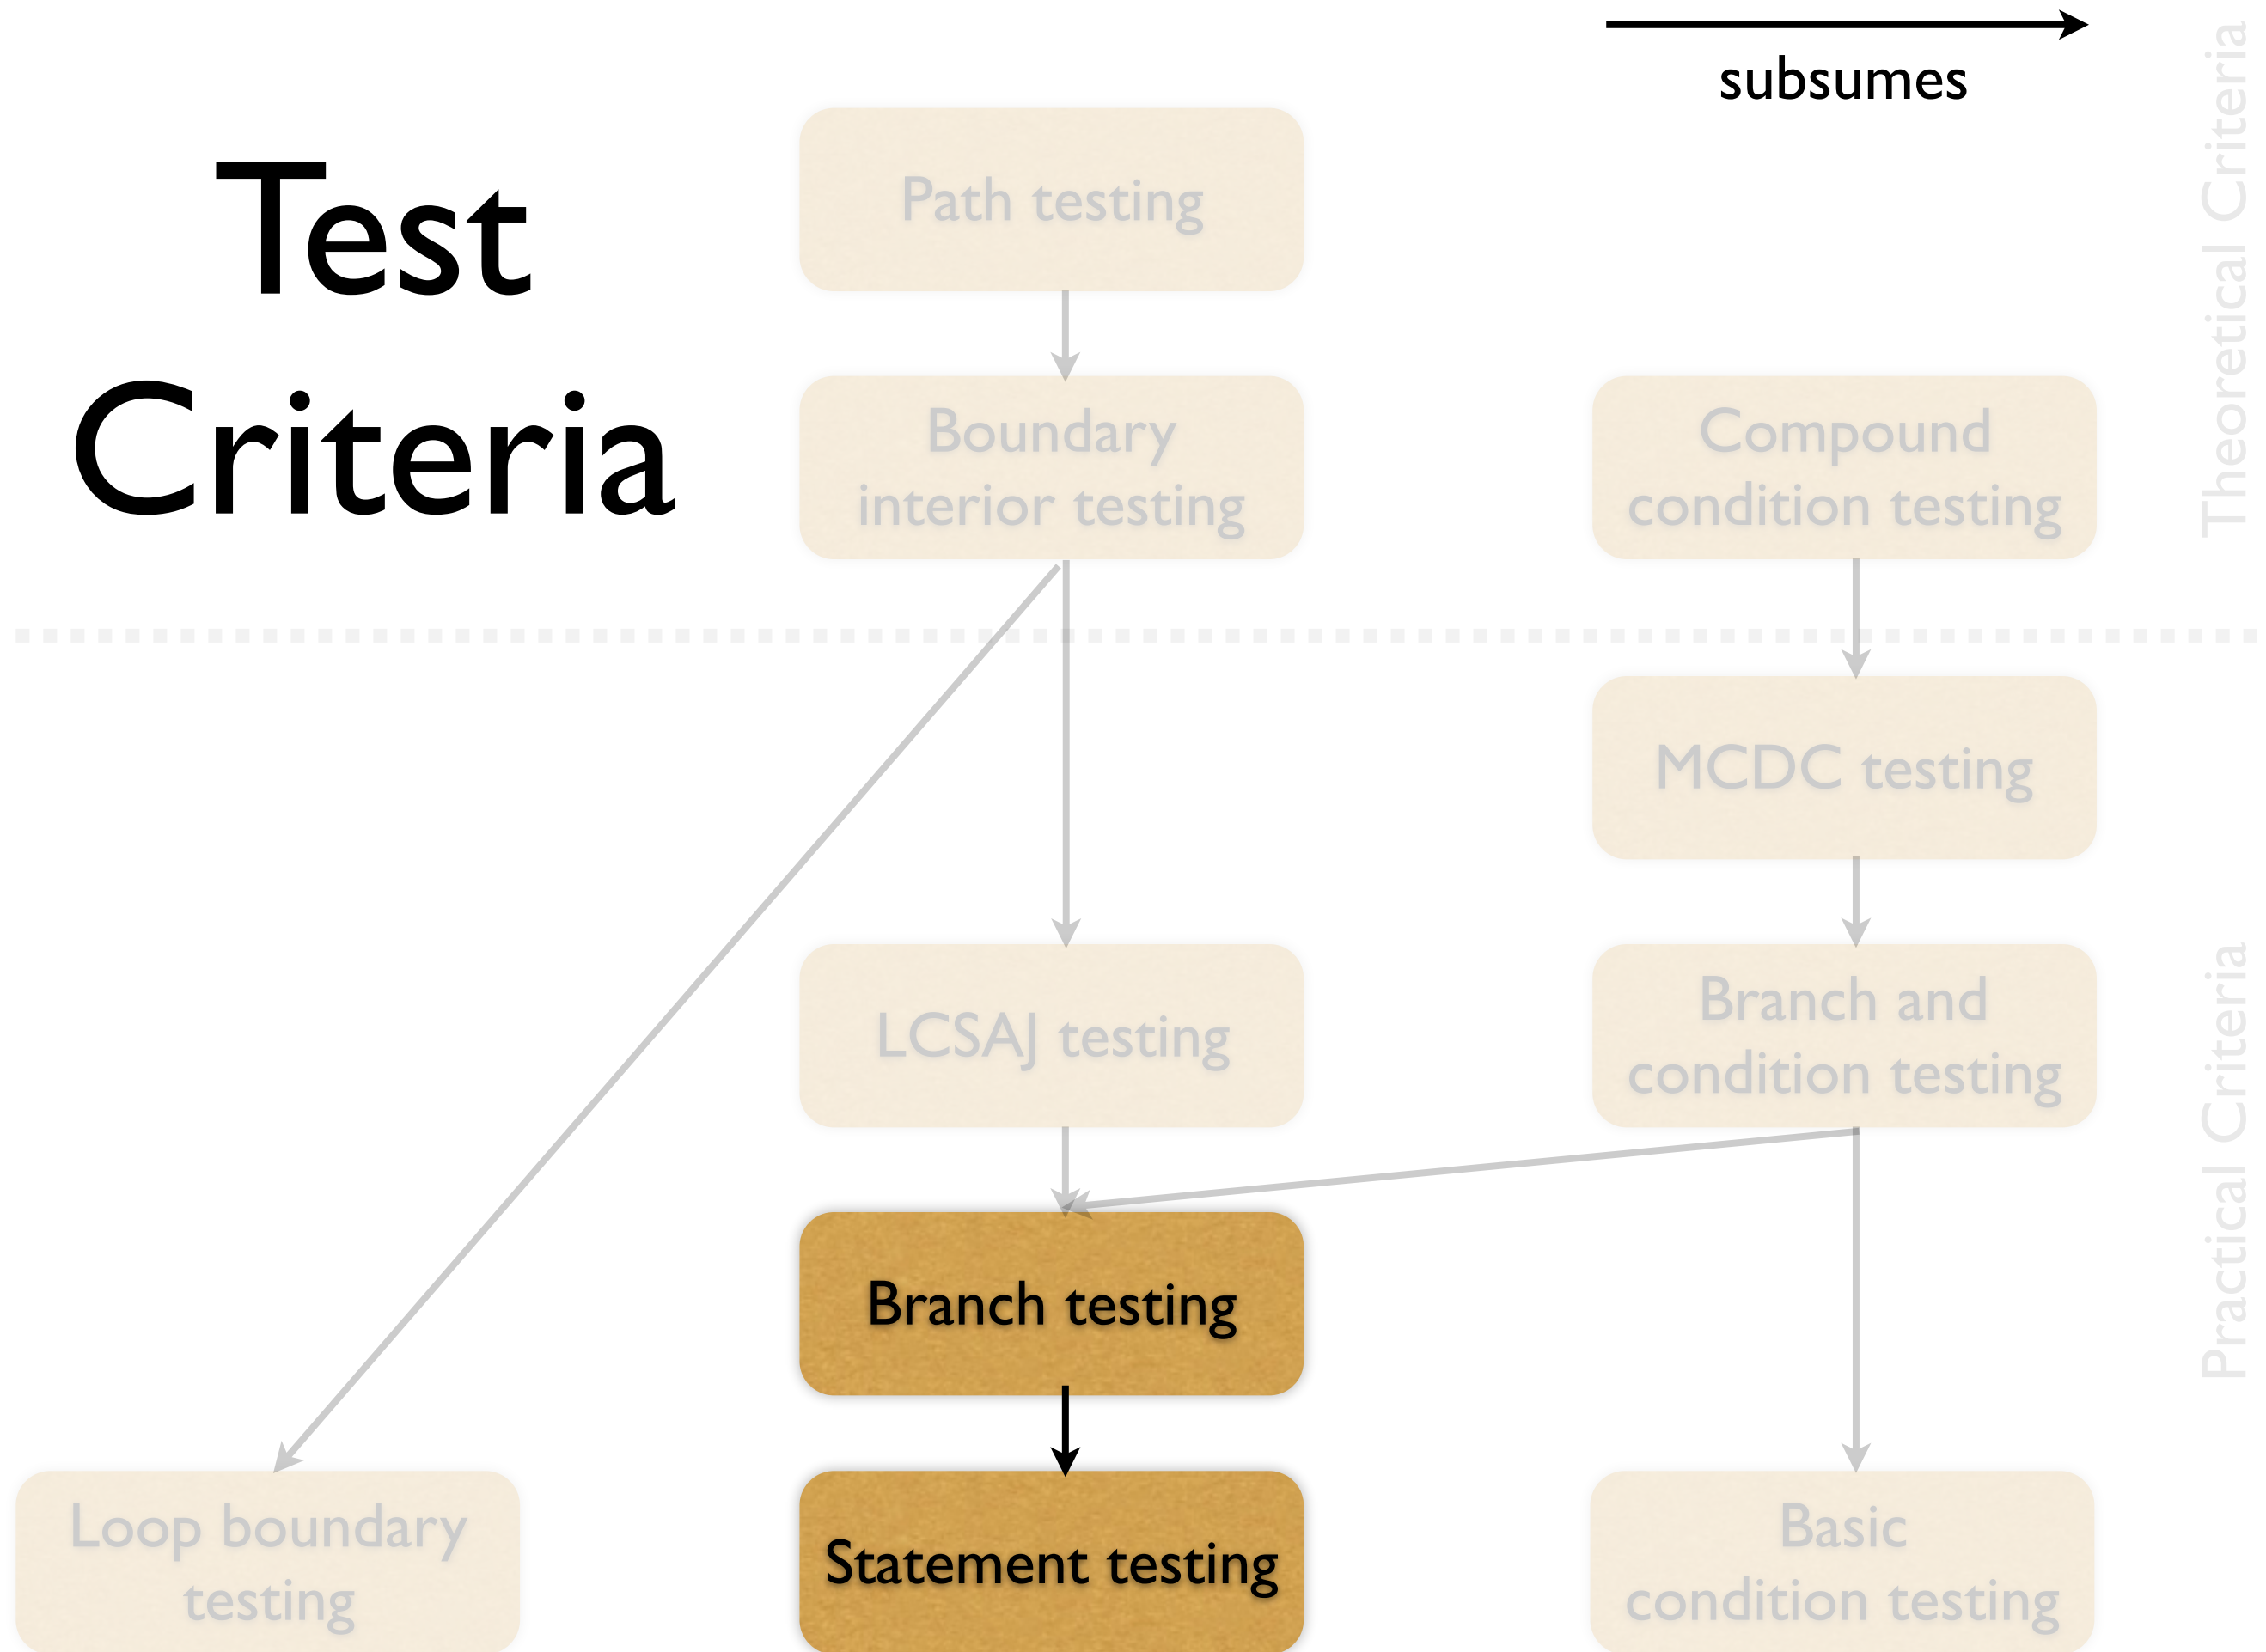 Test
Criteria
subsumes
Theoretical Criteria
Path testing
Boundary
interior testing
Compound
condition testing
Practical Criteria
MCDC testing
LCSAJ testing
Branch and
condition testing
Branch testing
Loop boundary
testing
Statement testing
Basic
condition testing